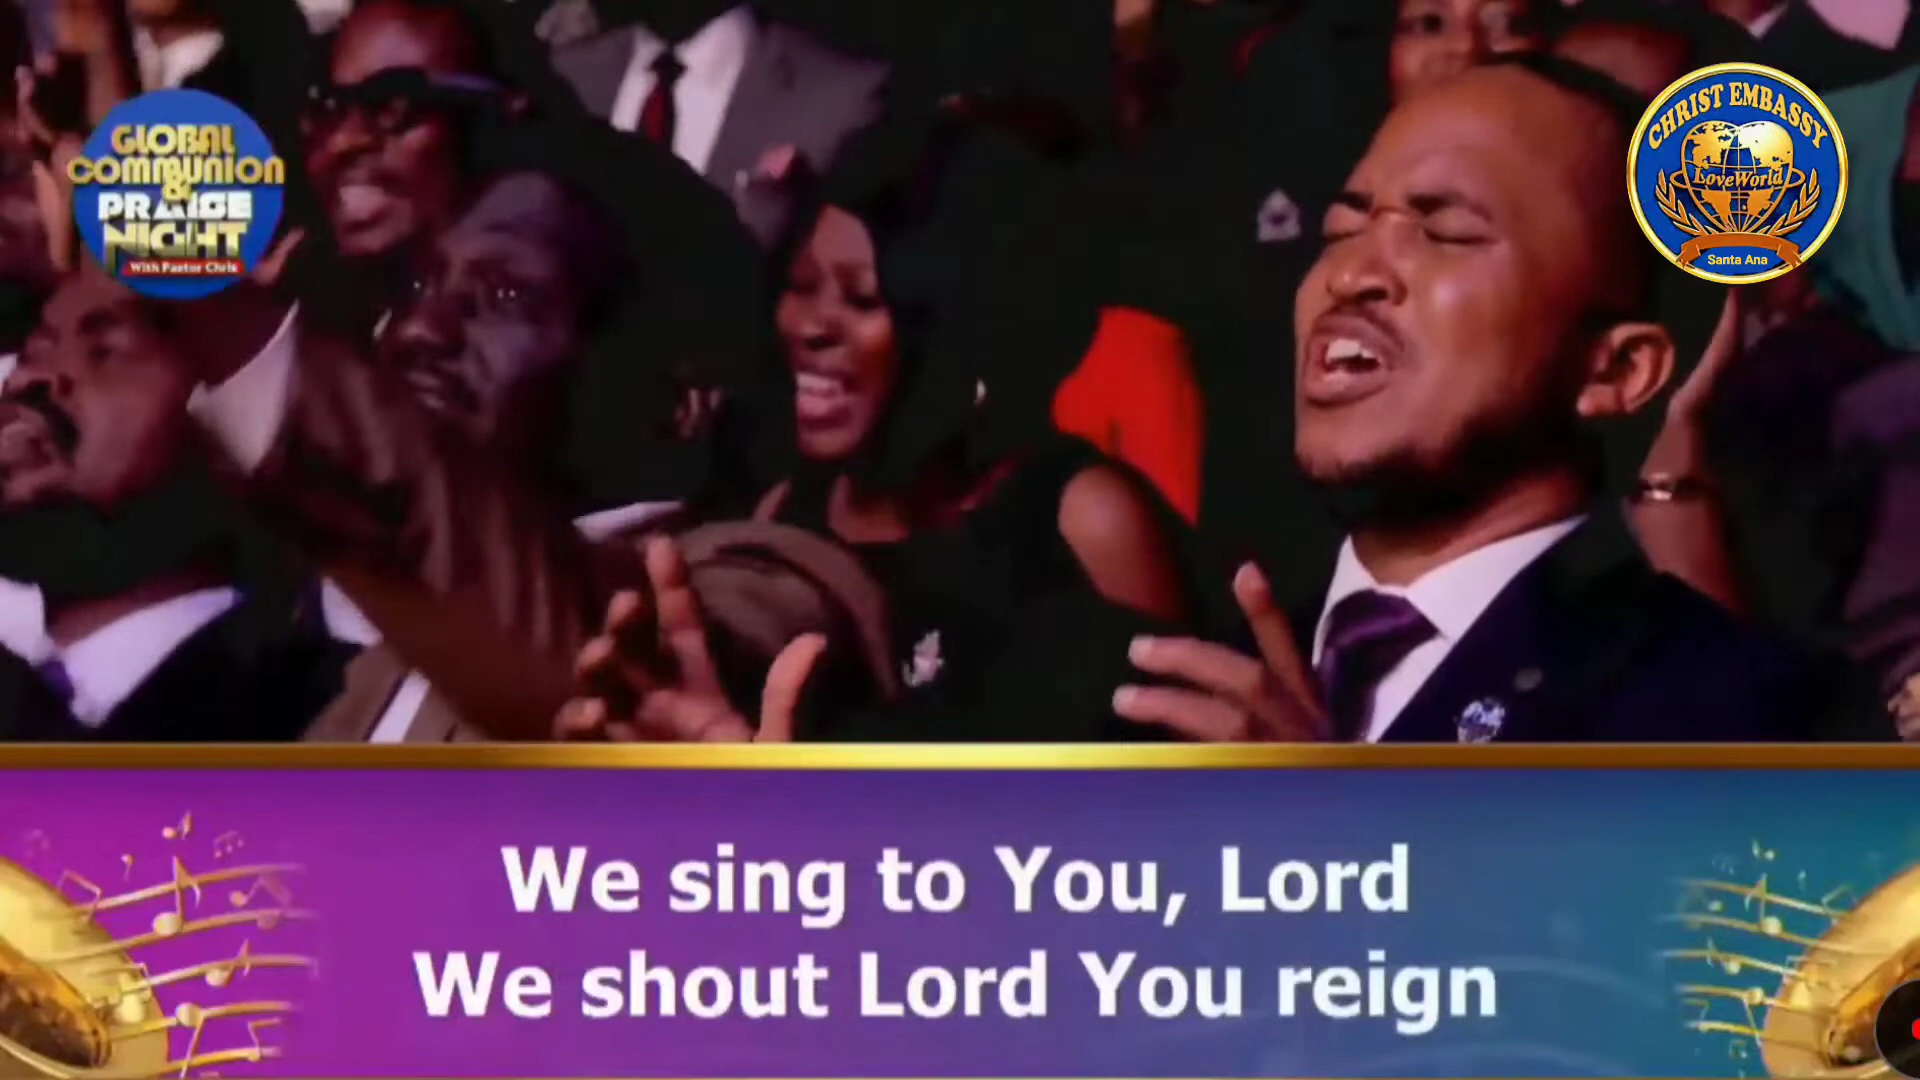 GLOBAL
COMMUNION
&
PRAISE
NIGHT
With Pastor Chris
CHRIST EMBASSY
LoveWorld
Santa Ana
We sing to You, Lord
We shout Lord You reign